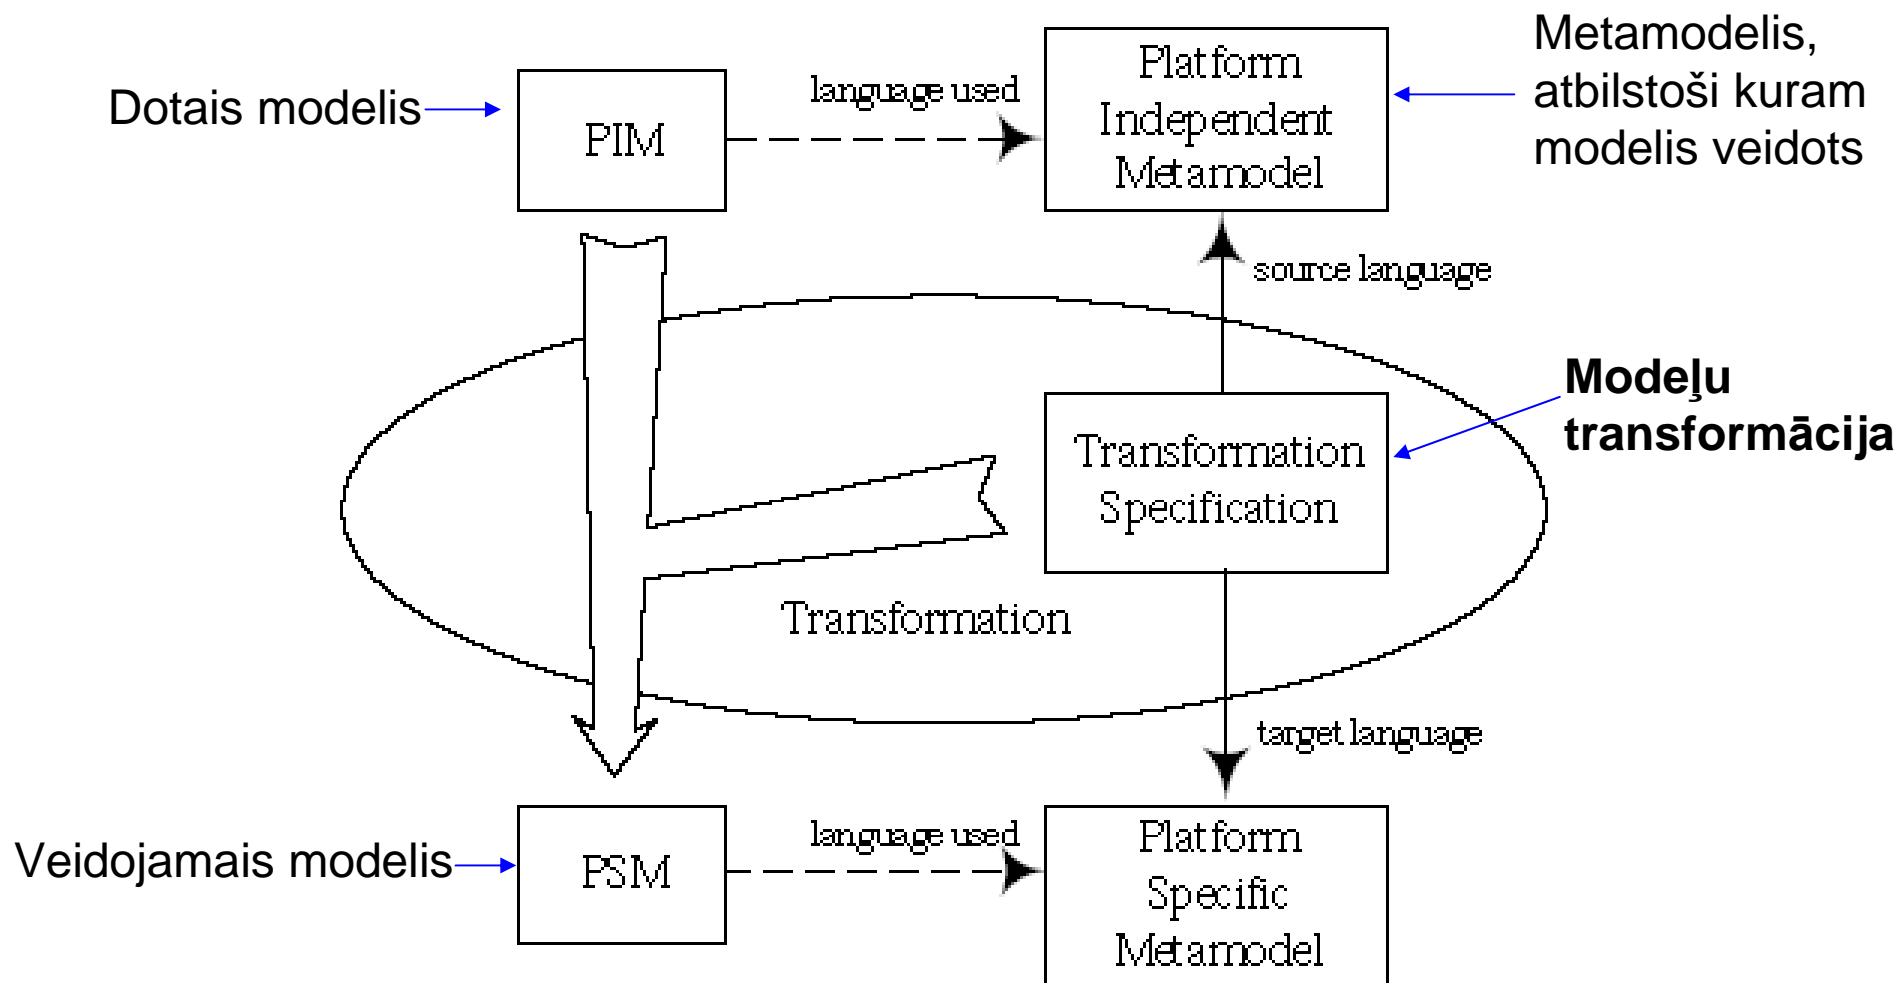 Dotais modelis
PIM
language used
Platform
Independent
Metamodel
Metamodelis,
atbilstoši kuram
modelis veidots
source language
Transformation
Specification
Modeļu
transformācija
Transformation
target language
Veidojamais modelis
PSM
language used
Platform
Specific
Metamodel